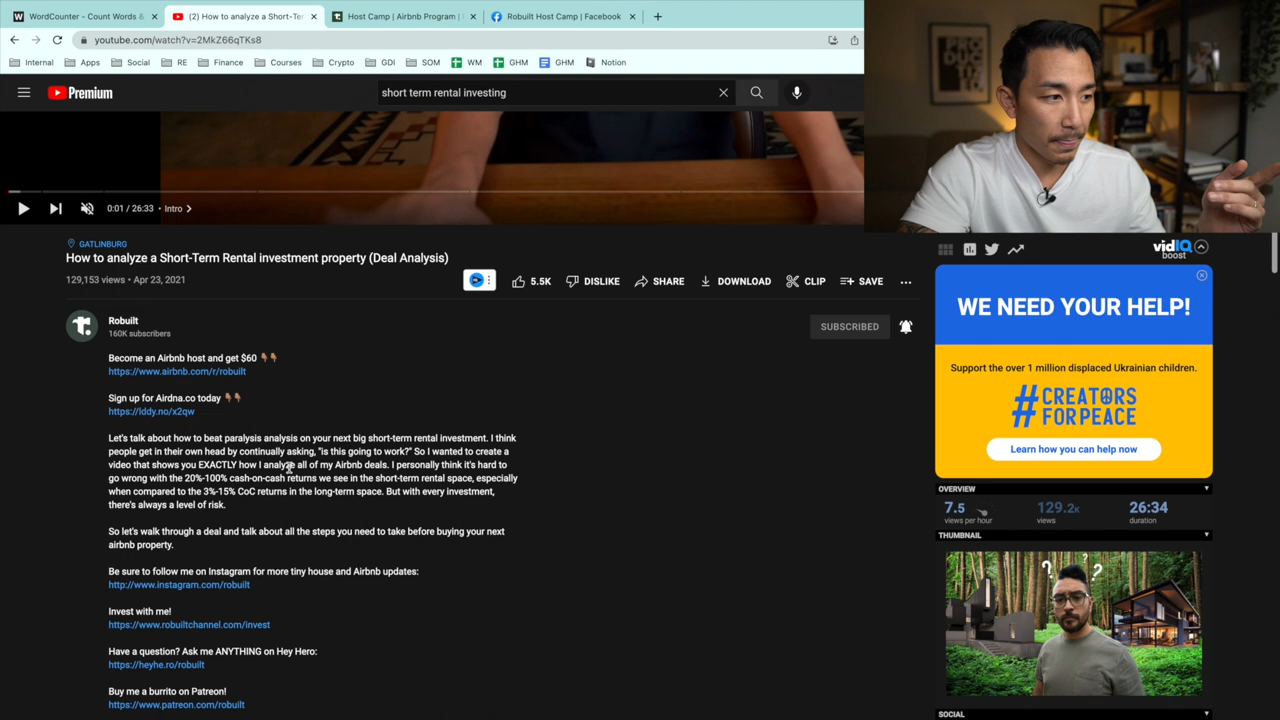 WordCounter - Count Words &
(2) How to analyze a Short-Te
Host Camp | Airbnb Program |
Robuilt Host Camp | Facebook
youtube.com/watch?v=2MkZ66qTKs8
Internal
Apps
Social
RE
Finance
Courses
Crypto
GDI
SOM
WM
GHM
GHM
Notion
Premium
short term rental investing
0:01 / 26:33 • Intro
GATLINBURG
How to analyze a Short-Term Rental investment property (Deal Analysis)
129,153 views • Apr 23, 2021
5.5K
DISLIKE
SHARE
DOWNLOAD
CLIP
SAVE
Robuilt
160K subscribers
SUBSCRIBED
Become an Airbnb host and get $60
https://www.airbnb.com/r/robuilt
Sign up for Airdna.co today
https://lddy.no/x2qw
Let's talk about how to beat paralysis analysis on your next big short-term rental investment. I think
people get in their own head by continually asking, "is this going to work?" So I wanted to create a
video that shows you EXACTLY how I analyze all of my Airbnb deals. I personally think it's hard to
go wrong with the 20%-100% cash-on-cash returns we see in the short-term rental space, especially
when compared to the 3%-15% CoC returns in the long-term space. But with every investment,
there's always a level of risk.
So let's walk through a deal and talk about all the steps you need to take before buying your next
airbnb property.
Be sure to follow me on Instagram for more tiny house and Airbnb updates:
http://www.instagram.com/robuilt
Invest with me!
https://www.robuiltchannel.com/invest
Have a question? Ask me ANYTHING on Hey Hero:
https://heyhe.ro/robuilt
Buy me a burrito on Patreon!
https://www.patreon.com/robuilt
vidIQ
boost
WE NEED YOUR HELP!
Support the over 1 million displaced Ukrainian children.
#CREATORS
FORPEACE
Learn how you can help now
OVERVIEW
7.5
views per hour
129.2k
views
26:34
duration
THUMBNAIL
? ? ?
SOCIAL